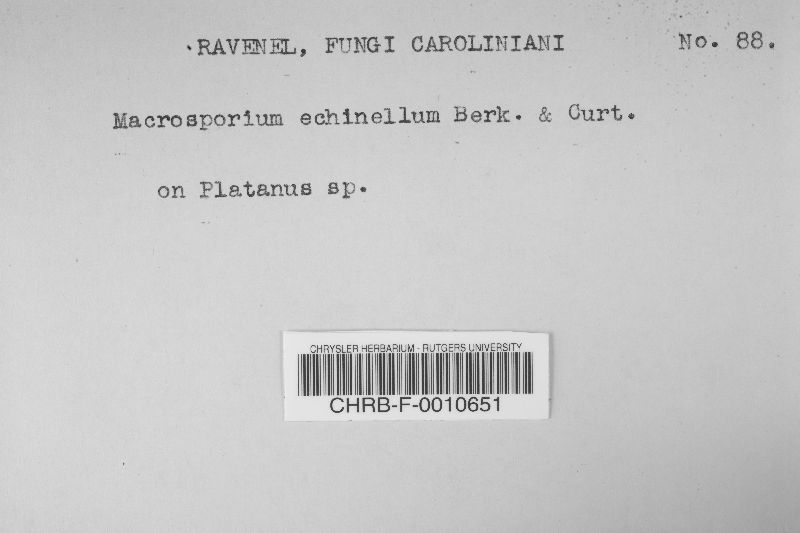 RAVENEL, FUNGI CAROLINIANI No. 88.
Macrosporium echinellum Berk. & Curt.
on Platanus sp.
CHRYSLER HERBARIUM - RUTGERS UNIVERSITY
CHRB-F-0010651